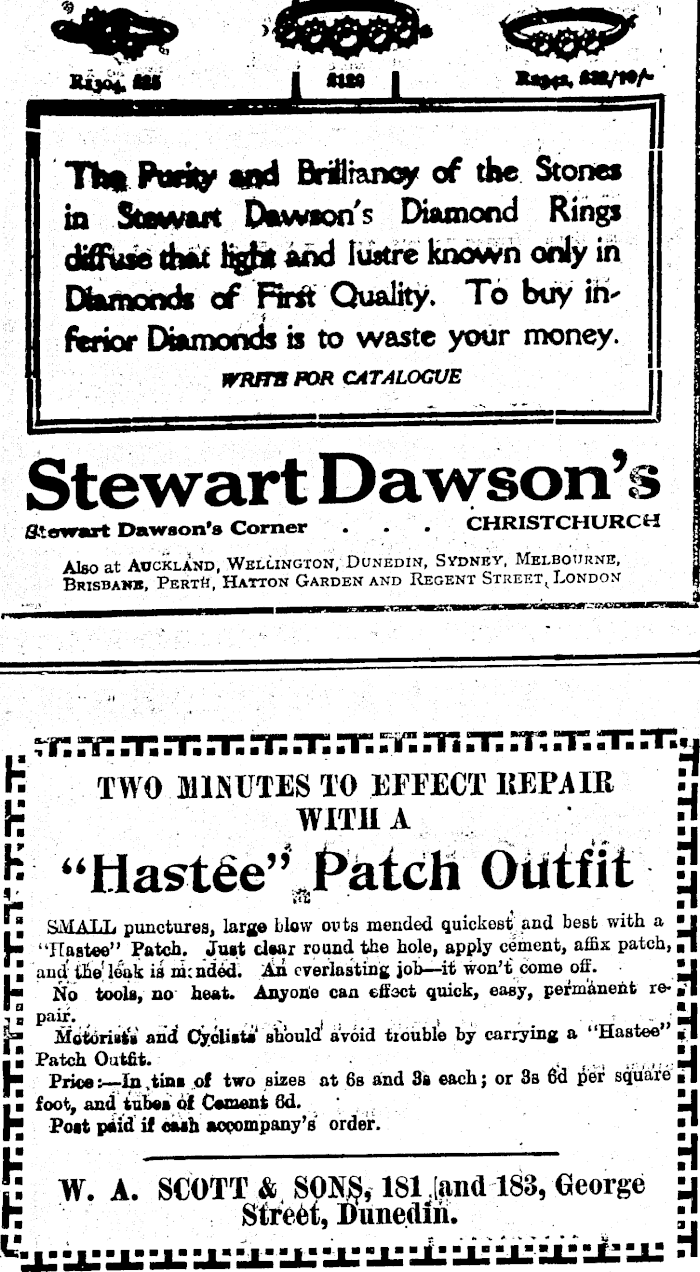 R1304, £25
£120
£22/10/-
The Purity and Brilliancy of the Stones
in Stewart Dawson's Diamond Rings
diffuse that light and lustre known only in
Diamonds of First Quality. To buy in-
ferior Diamonds is to waste your money.
WRITE FOR CATALOGUE
Stewart Dawson's
Stewart Dawson's Corner . . . CHRISTCHURCH
Also at AUCKLAND, WELLINGTON, DUNEDIN, SYDNEY, MELBOURNE,
BRISBANE, PERTH, HATTON GARDEN AND REGENT STREET, LONDON
TWO MINUTES TO EFFECT REPAIR
WITH A
"Hastee" Patch Outfit
SMALL punctures, large blow outs mended quickest and best with a
"Hastee" Patch. Just clear round the hole, apply cement, affix patch,
and the leak is mended. An everlasting job—it won't come off.
No tools, no heat. Anyone can effect quick, easy, permanent re-
pair.
Motorists and Cyclists should avoid trouble by carrying a "Hastee"
Patch Outfit.
Price:—In tins of two sizes at 6s and 3s each; or 3s 6d per square
foot, and tubes of Cement 6d.
Post paid if cash accompany's order.
W. A. SCOTT & SONS, 181 and 183, George
Street, Dunedin.